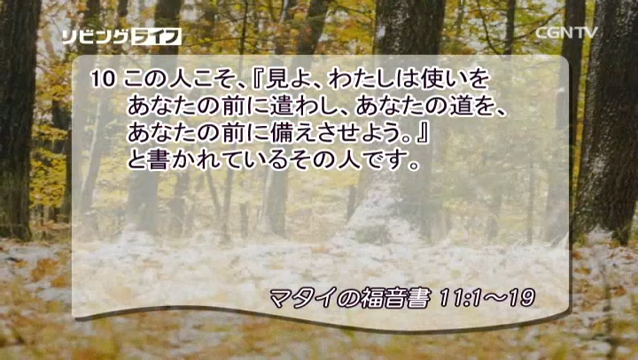 リビングライフ
CGNTV
10 この人こそ、『見よ、わたしは使いを
あなたの前に遣わし、あなたの道を、
あなたの前に備えさせよう。』
と書かれているその人です。
マタイの福音書 11:1～19